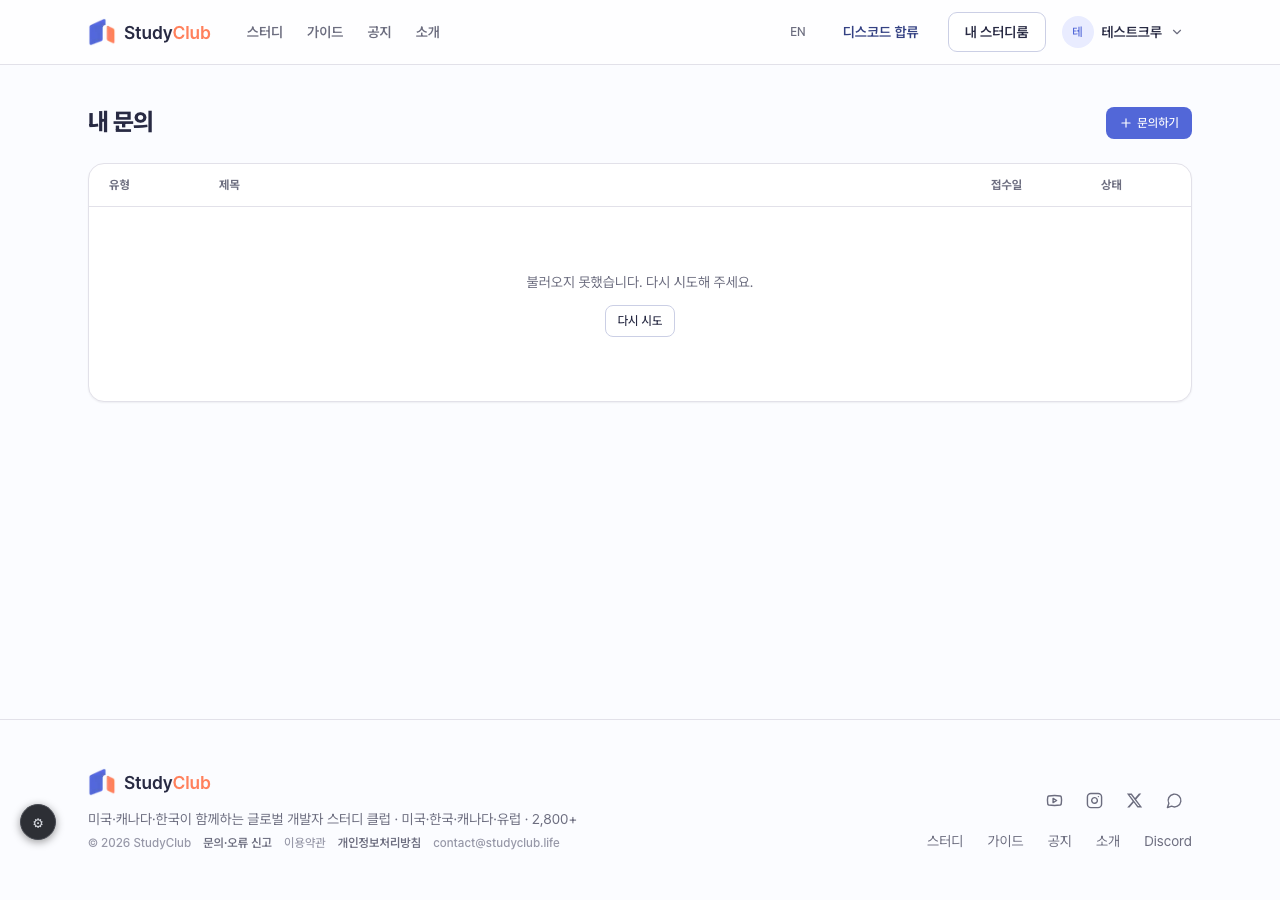 StudyClub 스터디 가이드 공지 소개 EN 디스코드 합류 내 스터디룸 테 테스트크루
내 문의
문의하기
유형 제목 접수일 상태
불러오지 못했습니다. 다시 시도해 주세요.
다시 시도
StudyClub
미국·캐나다·한국이 함께하는 글로벌 개발자 스터디 클럽 · 미국·한국·캐나다·유럽 · 2,800+
© 2026 StudyClub 문의·오류 신고 이용약관 개인정보처리방침 contact@studyclub.life
스터디 가이드 공지 소개 Discord